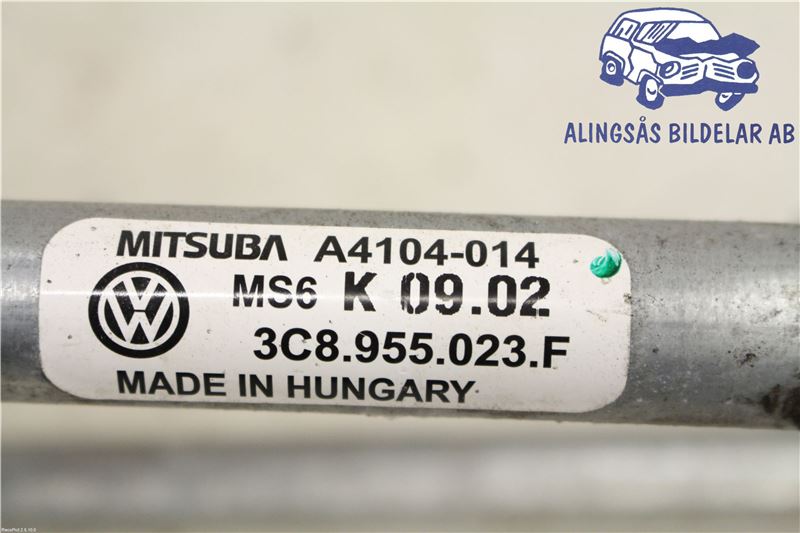 ALINGSÅS BILDELAR AB
MITSUBA A4104-014
MS6 K 09.02
3C8.955.023.F
MADE IN HUNGARY